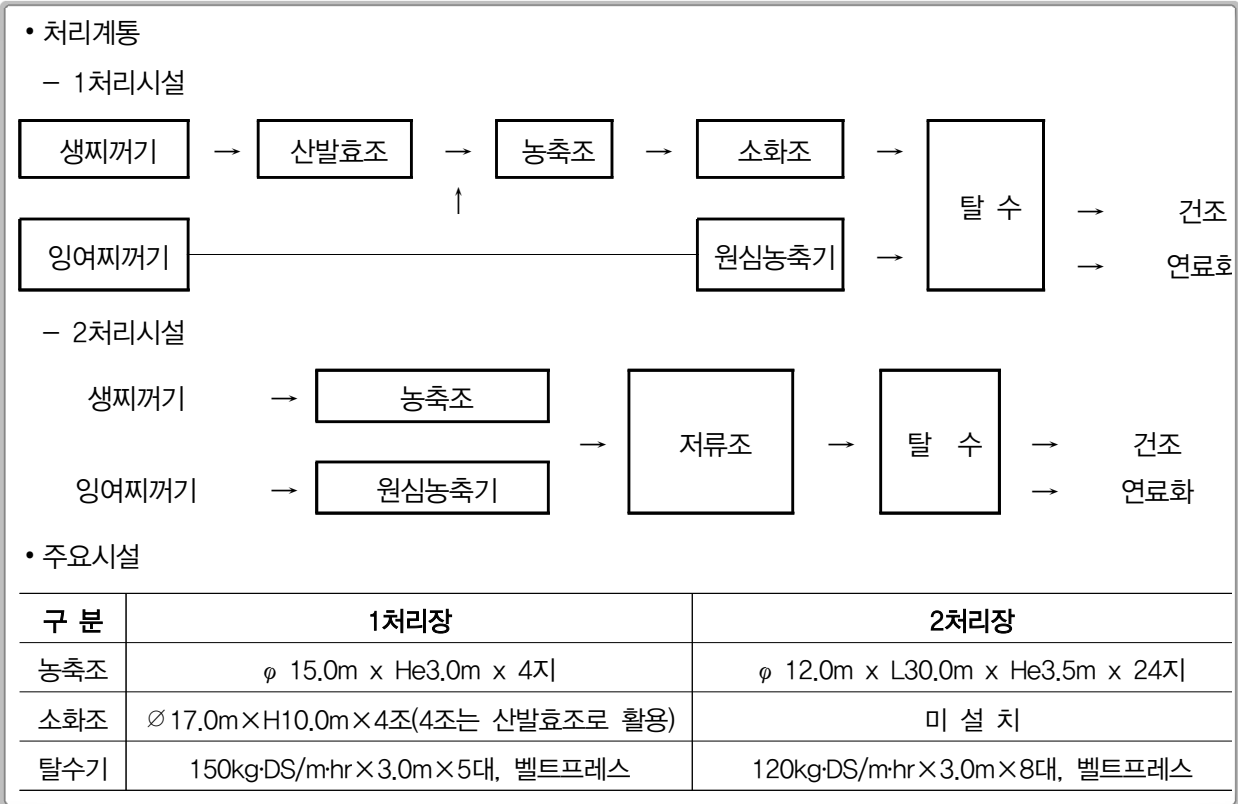 • 처리계통
– 1처리시설
생찌꺼기 → 산발효조 → 농축조 → 소화조 →
↑
탈 수 → 건조
잉여찌꺼기 원심농축기 → → 연료화
– 2처리시설
생찌꺼기 → 농축조
→ 저류조 → 탈 수 → 건조
잉여찌꺼기 → 원심농축기 → 연료화
• 주요시설
구 분 1처리장 2처리장
농축조 φ 15.0m x He3.0m x 4지 φ 12.0m x L30.0m x He3.5m x 24지
소화조 ∅17.0m×H10.0m×4조(4조는 산발효조로 활용) 미 설 치
탈수기 150kg·DS/m·hr×3.0m×5대, 벨트프레스 120kg·DS/m·hr×3.0m×8대, 벨트프레스